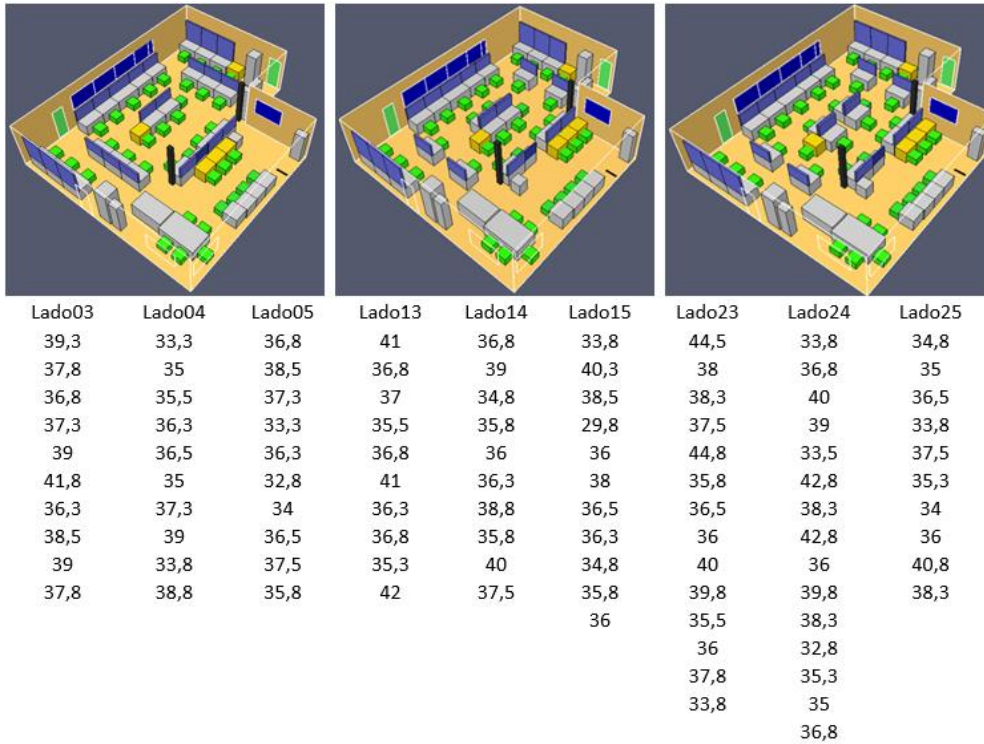 Lado03 Lado04 Lado05 Lado13 Lado14 Lado15 Lado23 Lado24 Lado25
39,3 33,3 36,8 41 36,8 33,8 44,5 33,8 34,8
37,8 35 38,5 36,8 39 40,3 38 36,8 35
36,8 35,5 37,3 37 34,8 38,5 38,3 40 36,5
37,3 36,3 33,3 35,5 35,8 29,8 37,5 39 33,8
39 36,5 36,3 36,8 36 36 44,8 33,5 37,5
41,8 35 32,8 41 36,3 38 35,8 42,8 35,3
36,3 37,3 34 36,3 38,8 36,5 36,5 38,3 34
38,5 39 36,5 36,8 35,8 36,3 36 42,8 36
39 33,8 37,5 35,3 40 34,8 40 36 40,8
37,8 38,8 35,8 42 37,5 35,8 39,8 39,8 38,3
36 35,5 38,3
36 32,8
37,8 35,3
33,8 35
36,8